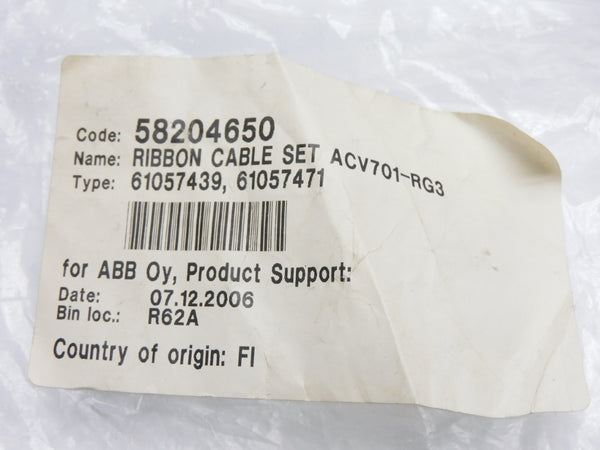 Code: 58204650
Name: RIBBON CABLE SET ACV701-RG3
Type: 61057439, 61057471
for ABB Oy, Product Support:
Date: 07.12.2006
Bin loc.: R62A
Country of origin: FI